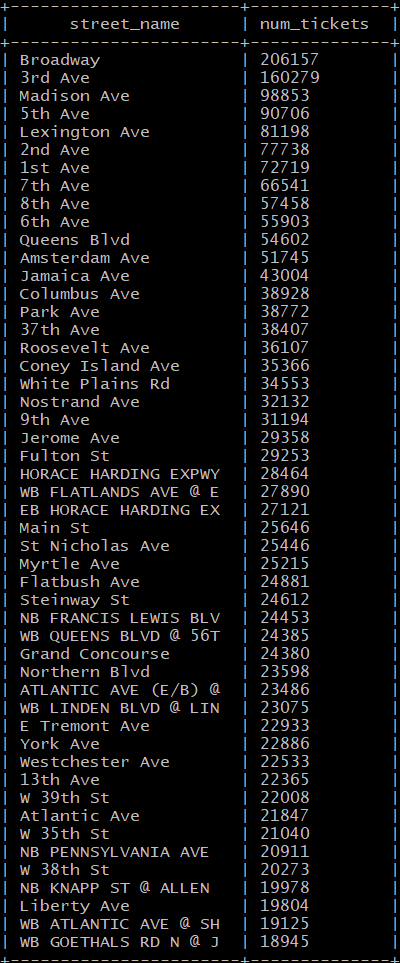 street_name | num_tickets
Broadway | 206157
3rd Ave | 160279
Madison Ave | 98853
5th Ave | 90706
Lexington Ave | 81198
2nd Ave | 77738
1st Ave | 72719
7th Ave | 66541
8th Ave | 57458
6th Ave | 55903
Queens Blvd | 54602
Amsterdam Ave | 51745
Jamaica Ave | 43004
Columbus Ave | 38928
Park Ave | 38772
37th Ave | 38407
Roosevelt Ave | 36107
Coney Island Ave | 35366
White Plains Rd | 34553
Nostrand Ave | 32132
9th Ave | 31194
Jerome Ave | 29358
Fulton St | 29253
HORACE HARDING EXPWY | 28464
WB FLATLANDS AVE @ E | 27890
EB HORACE HARDING EX | 27121
Main St | 25646
St Nicholas Ave | 25446
Myrtle Ave | 25215
Flatbush Ave | 24881
Steinway St | 24612
NB FRANCIS LEWIS BLV | 24453
WB QUEENS BLVD @ 56T | 24385
Grand Concourse | 24380
Northern Blvd | 23598
ATLANTIC AVE (E/B) @ | 23486
WB LINDEN BLVD @ LIN | 23075
E Tremont Ave | 22933
York Ave | 22886
Westchester Ave | 22533
13th Ave | 22365
W 39th St | 22008
Atlantic Ave | 21847
W 35th St | 21040
NB PENNSYLVANIA AVE | 20911
W 38th St | 20273
NB KNAPP ST @ ALLEN | 19978
Liberty Ave | 19804
WB ATLANTIC AVE @ SH | 19125
WB GOETHALS RD N @ J | 18945